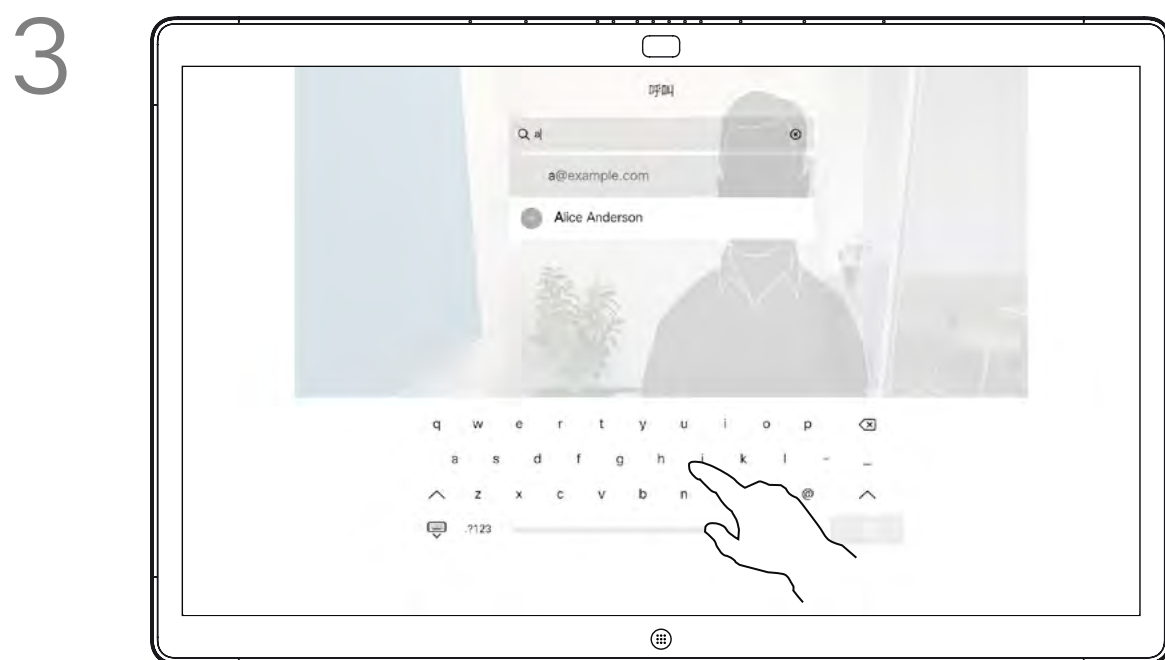 3
呼叫
a
a@example.com
Alice Anderson
q w e r t y u i o p
a s d f g h j k l - _
z x c v b n @
.?123